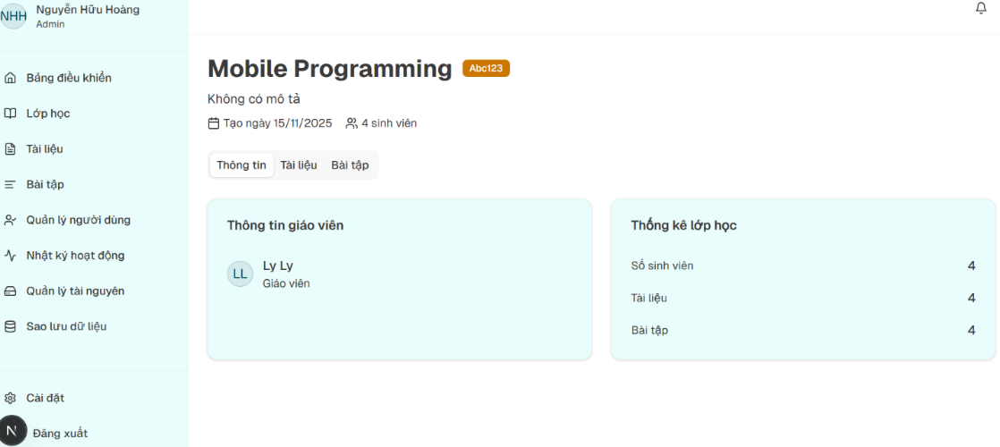 NHH
Nguyễn Hữu Hoàng
Admin
Bảng điều khiển
Lớp học
Tài liệu
Bài tập
Quản lý người dùng
Nhật ký hoạt động
Quản lý tài nguyên
Sao lưu dữ liệu
Cài đặt
N
Đăng xuất
Mobile Programming Abc123
Không có mô tả
Tạo ngày 15/11/2025 4 sinh viên
Thông tin Tài liệu Bài tập
Thông tin giáo viên
LL
Ly Ly
Giáo viên
Thống kê lớp học
Số sinh viên 4
Tài liệu 4
Bài tập 4